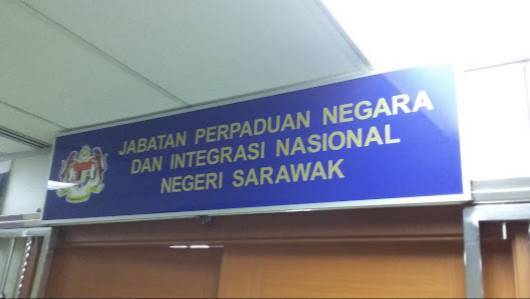 JABATAN PERPADUAN NEGARA
DAN INTEGRASI NASIONAL
NEGERI SARAWAK